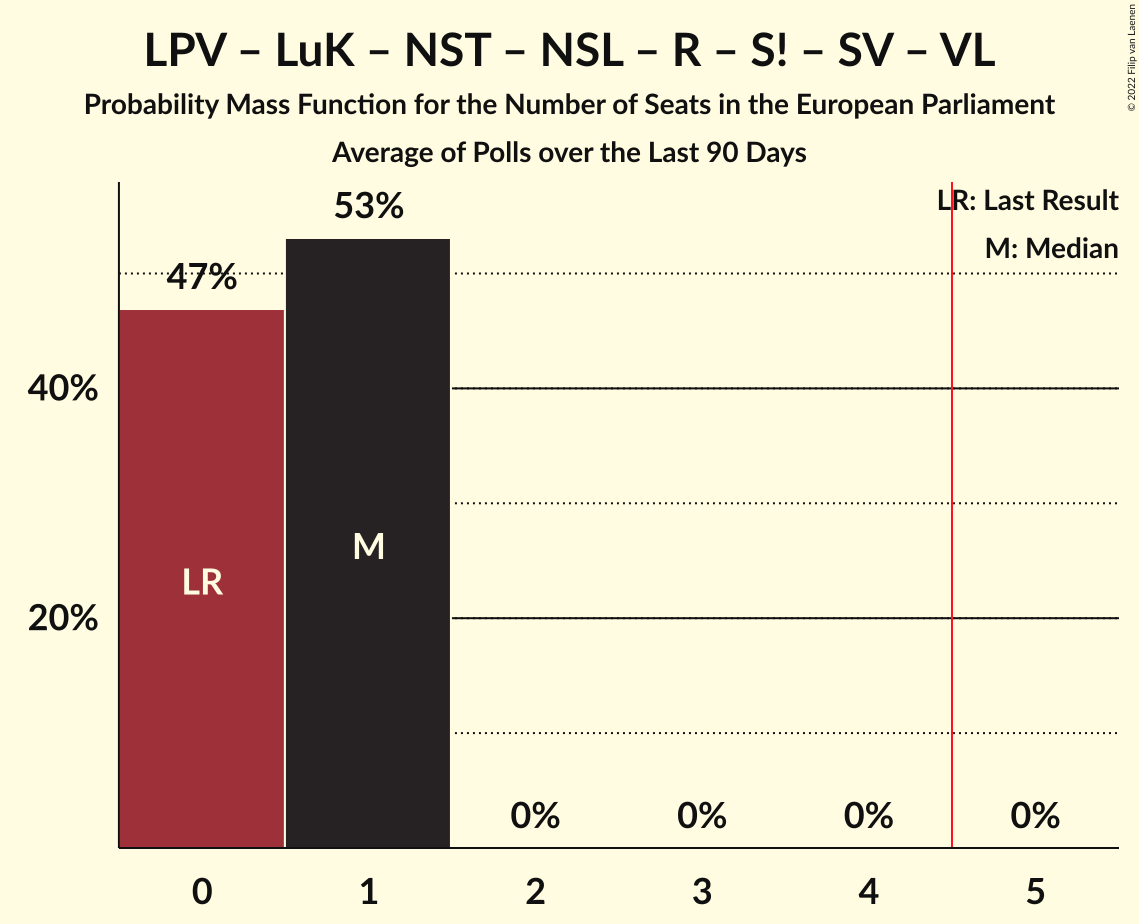 LPV – LuK – NST – NSL – R – S! – SV – VL
Probability Mass Function for the Number of Seats in the European Parliament
Average of Polls over the Last 90 Days
© 2022 Filip van Laenen
LR: Last Result
M: Median
53%
47%
40%
20%
LR
M
0%
0%
0%
0%
0
1
2
3
4
5